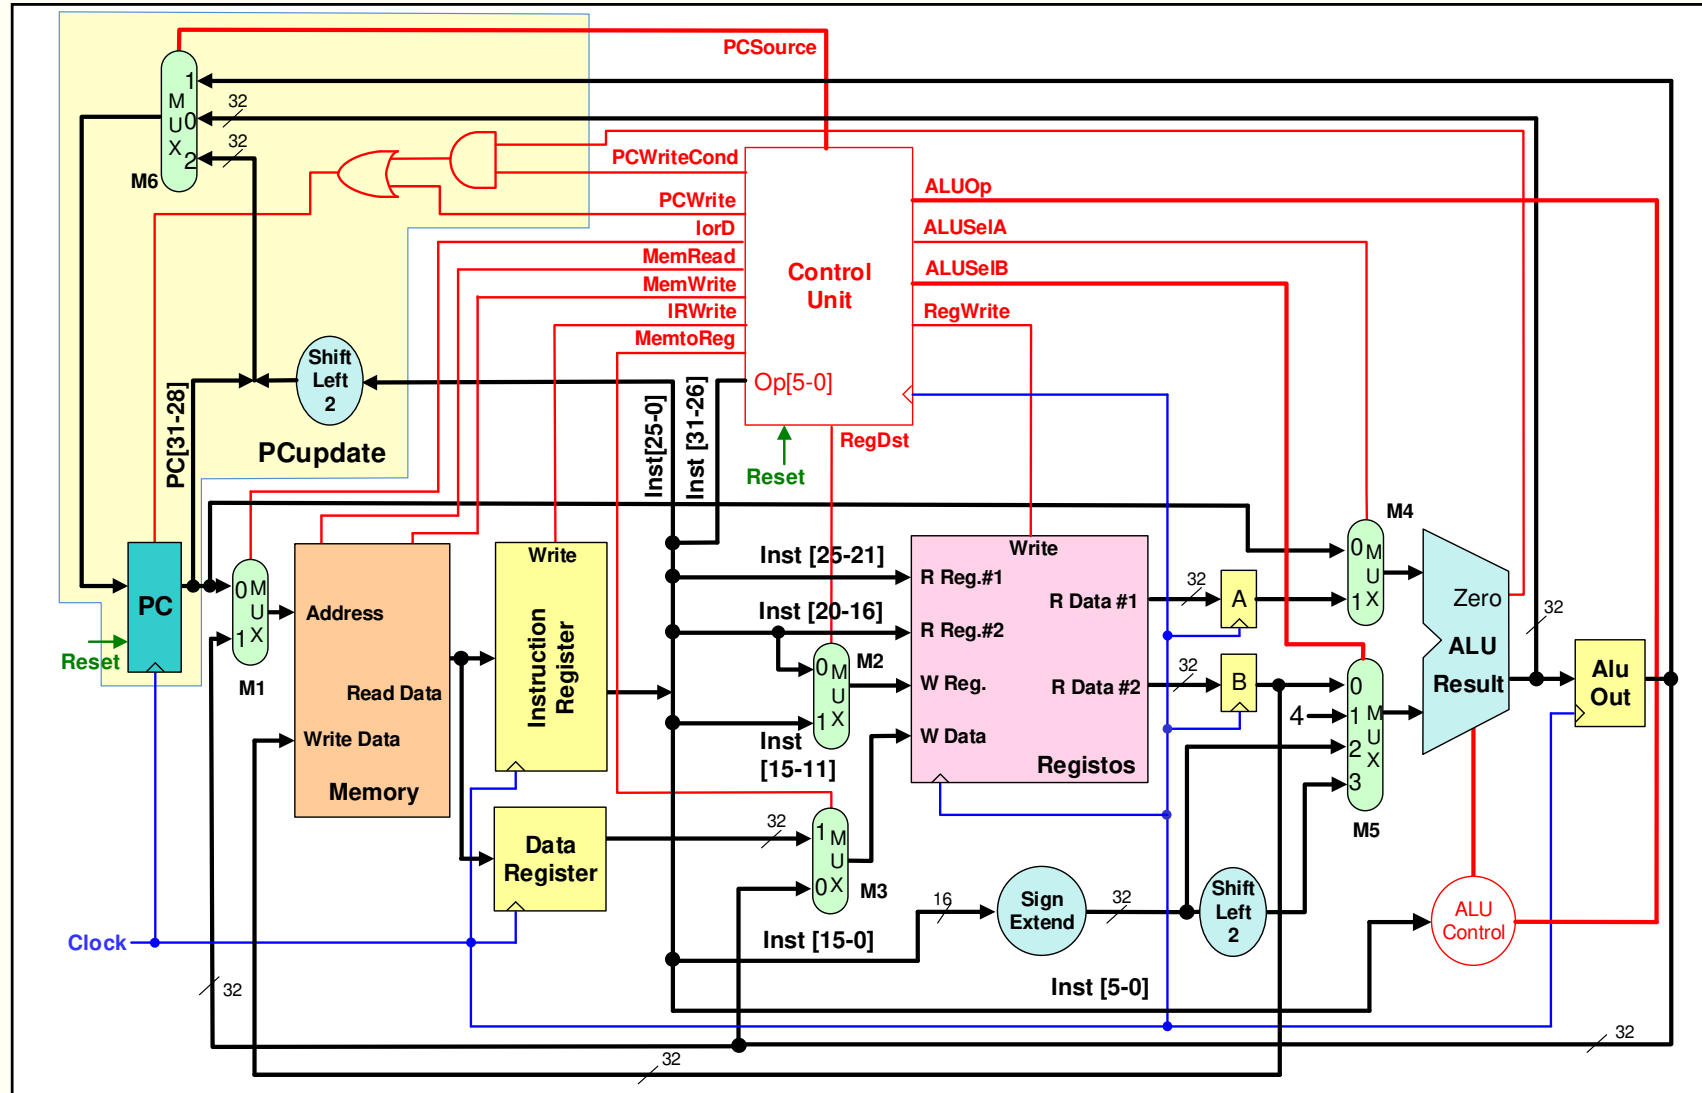 PCSource
1
M
U 0
X
2
32
32
M6
PCWriteCond
PCWrite
IorD
MemRead
MemWrite
IRWrite
MemtoReg
Control
Unit
Op[5-0]
ALUOp
ALUSelA
ALUSelB
RegWrite
RegDst
Reset
Shift
Left
2
PC[31-28]
PCupdate
Inst[25-0]
Inst [31-26]
PC
Reset
0 M
U
1 X
M1
Address
Read Data
Write Data
Memory
Write
Instruction
Register
Data
Register
Inst [25-21]
Inst [20-16]
Inst
[15-11]
0 M
U
1 X
M2
Write
R Reg.#1
R Reg.#2
W Reg.
W Data
R Data #1
R Data #2
Registos
32
32
A
B
M4
0 M
U
1 X
0
4
1 M
2 U
X
3
M5
Zero
ALU
Result
32
Alu
Out
32
1 M
U
0 X
M3
16
Sign
Extend
32
Shift
Left
2
ALU
Control
Inst [15-0]
Inst [5-0]
Clock
32
32
32